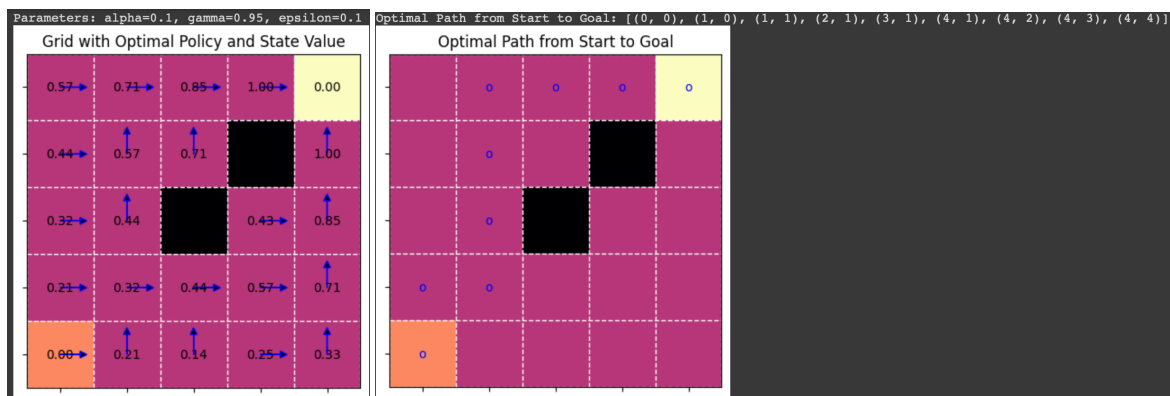 Parameters: alpha=0.1, gamma=0.95, epsilon=0.1
Grid with Optimal Policy and State Value
0.57 0.71 0.85 1.00 0.00
0.44 0.57 0.71 1.00
0.32 0.44 0.43 0.85
0.21 0.32 0.44 0.57 0.71
0.00 0.21 0.14 0.25 0.33
Optimal Path from Start to Goal: [(0, 0), (1, 0), (1, 1), (2, 1), (3, 1), (4, 1), (4, 2), (4, 3), (4, 4)]
Optimal Path from Start to Goal
o o o o
o
o
o o
o